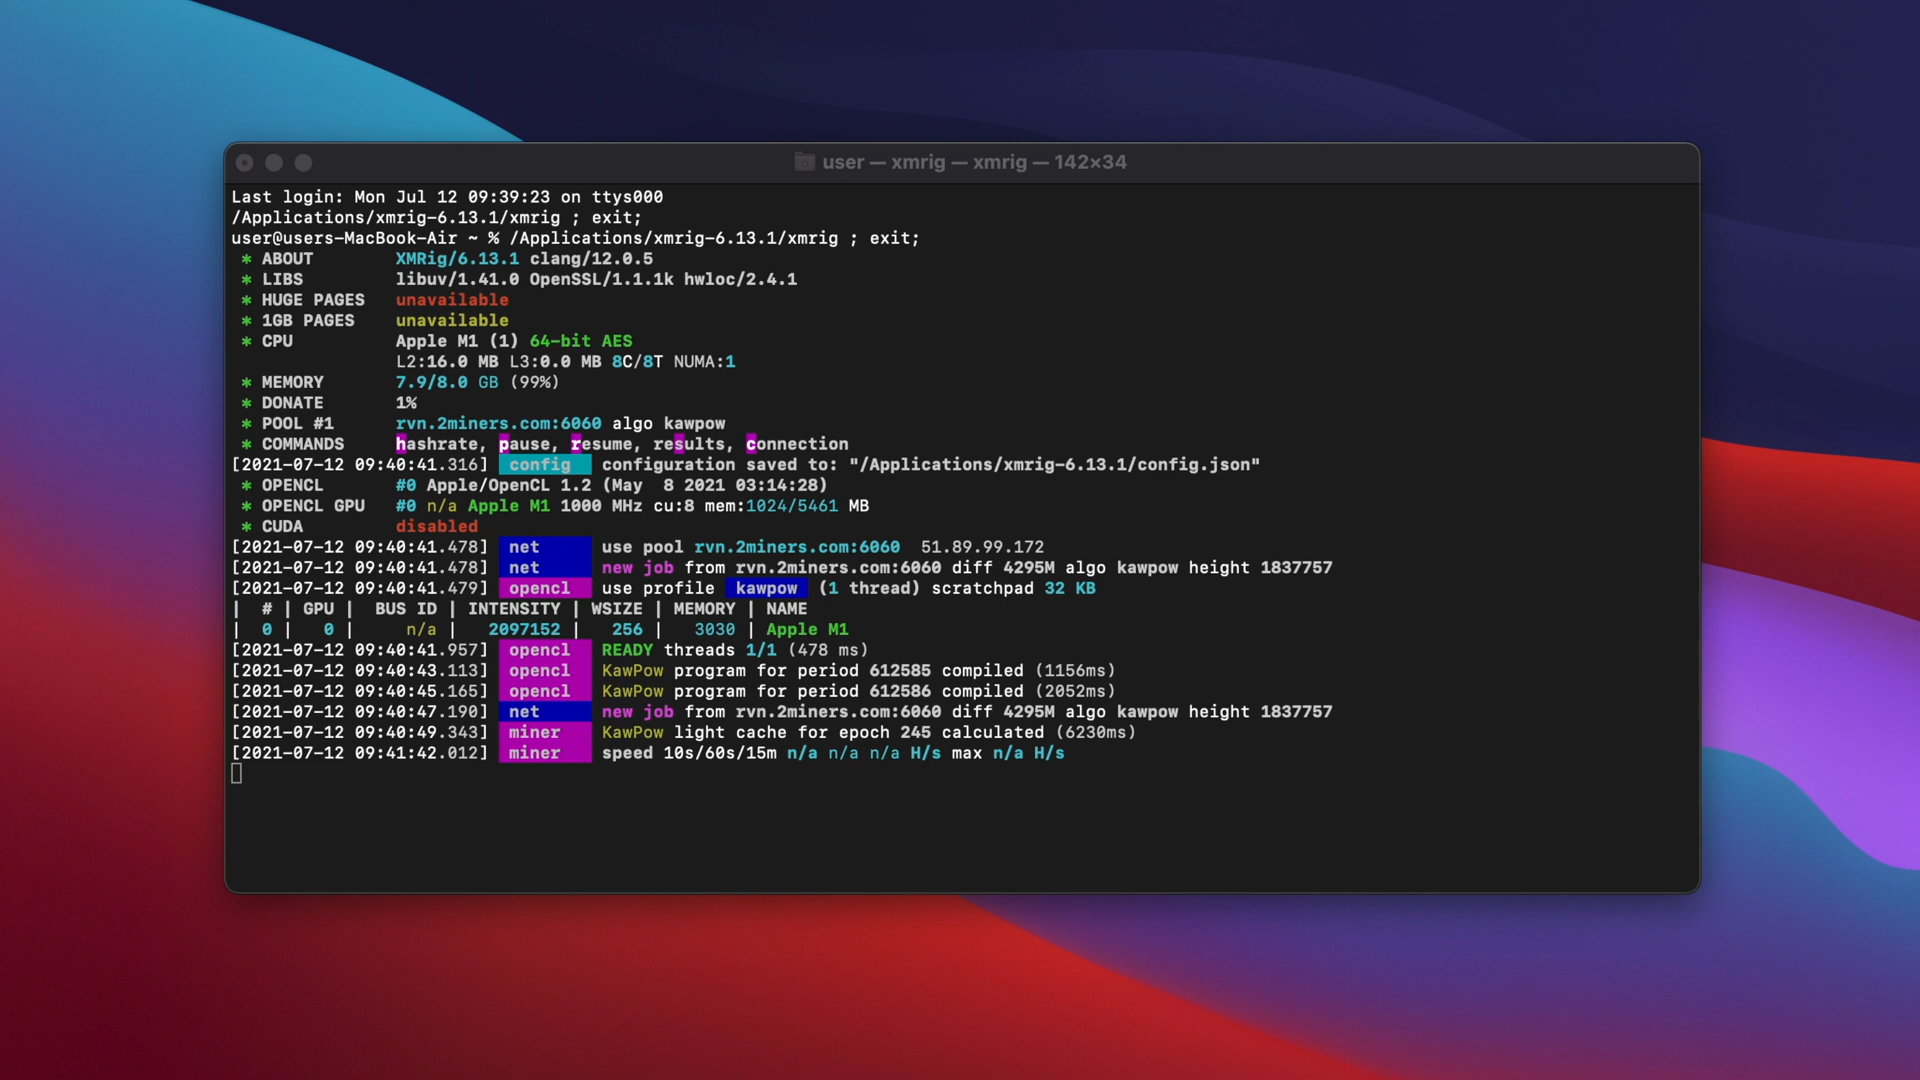 user — xmrig — xmrig — 142×34
Last login: Mon Jul 12 09:39:23 on ttys000
/Applications/xmrig-6.13.1/xmrig ; exit;
user@users-MacBook-Air ~ % /Applications/xmrig-6.13.1/xmrig ; exit;
* ABOUT XMRig/6.13.1 clang/12.0.5
* LIBS libuv/1.41.0 OpenSSL/1.1.1k hwloc/2.4.1
* HUGE PAGES unavailable
* 1GB PAGES unavailable
* CPU Apple M1 (1) 64-bit AES
L2:16.0 MB L3:0.0 MB 8C/8T NUMA:1
* MEMORY 7.9/8.0 GB (99%)
* DONATE 1%
* POOL #1 rvn.2miners.com:6060 algo kawpow
* COMMANDS hashrate, pause, resume, results, connection
[2021-07-12 09:40:41.316] config configuration saved to: "/Applications/xmrig-6.13.1/config.json"
* OPENCL #0 Apple/OpenCL 1.2 (May  8 2021 03:14:28)
* OPENCL GPU #0 n/a Apple M1 1000 MHz cu:8 mem:1024/5461 MB
* CUDA disabled
[2021-07-12 09:40:41.478] net use pool rvn.2miners.com:6060 51.89.99.172
[2021-07-12 09:40:41.478] net new job from rvn.2miners.com:6060 diff 4295M algo kawpow height 1837757
[2021-07-12 09:40:41.479] opencl use profile kawpow (1 thread) scratchpad 32 KB
| # | GPU | BUS ID | INTENSITY | WSIZE | MEMORY | NAME
| 0 | 0 | n/a | 2097152 | 256 | 3030 | Apple M1
[2021-07-12 09:40:41.957] opencl READY threads 1/1 (478 ms)
[2021-07-12 09:40:43.113] opencl KawPow program for period 612585 compiled (1156ms)
[2021-07-12 09:40:45.165] opencl KawPow program for period 612586 compiled (2052ms)
[2021-07-12 09:40:47.190] net new job from rvn.2miners.com:6060 diff 4295M algo kawpow height 1837757
[2021-07-12 09:40:49.343] miner KawPow light cache for epoch 245 calculated (6230ms)
[2021-07-12 09:41:42.012] miner speed 10s/60s/15m n/a n/a n/a H/s max n/a H/s